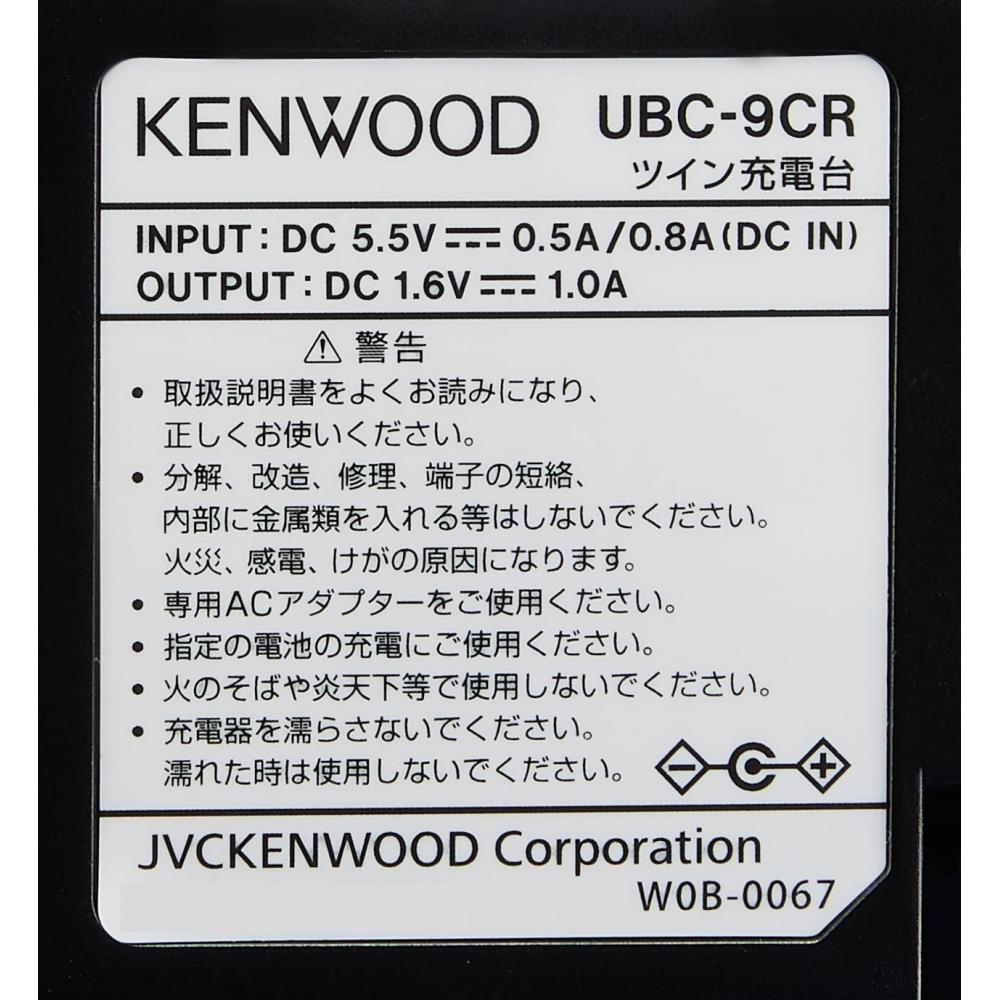 KENWOOD UBC-9CR
ツイン充電台
INPUT : DC 5.5V⎓ 0.5A/0.8A(DC IN)
OUTPUT : DC 1.6V⎓ 1.0A
⚠ 警告
• 取扱説明書をよくお読みになり、
正しくお使いください。
• 分解、改造、修理、端子の短絡、
内部に金属類を入れる等はしないでください。
火災、感電、けがの原因になります。
• 専用ACアダプターをご使用ください。
• 指定の電池の充電にご使用ください。
• 火のそばや炎天下等で使用しないでください。
• 充電器を濡らさないでください。
濡れた時は使用しないでください。
JVCKENWOOD Corporation
W0B-0067